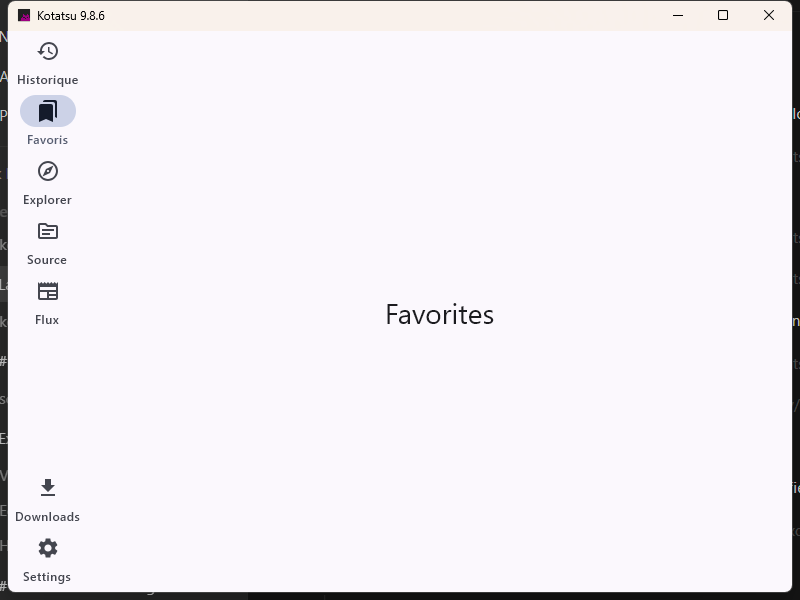 Kotatsu 9.8.6
Historique
Favoris
Explorer
Source
Flux
Favorites
Downloads
Settings